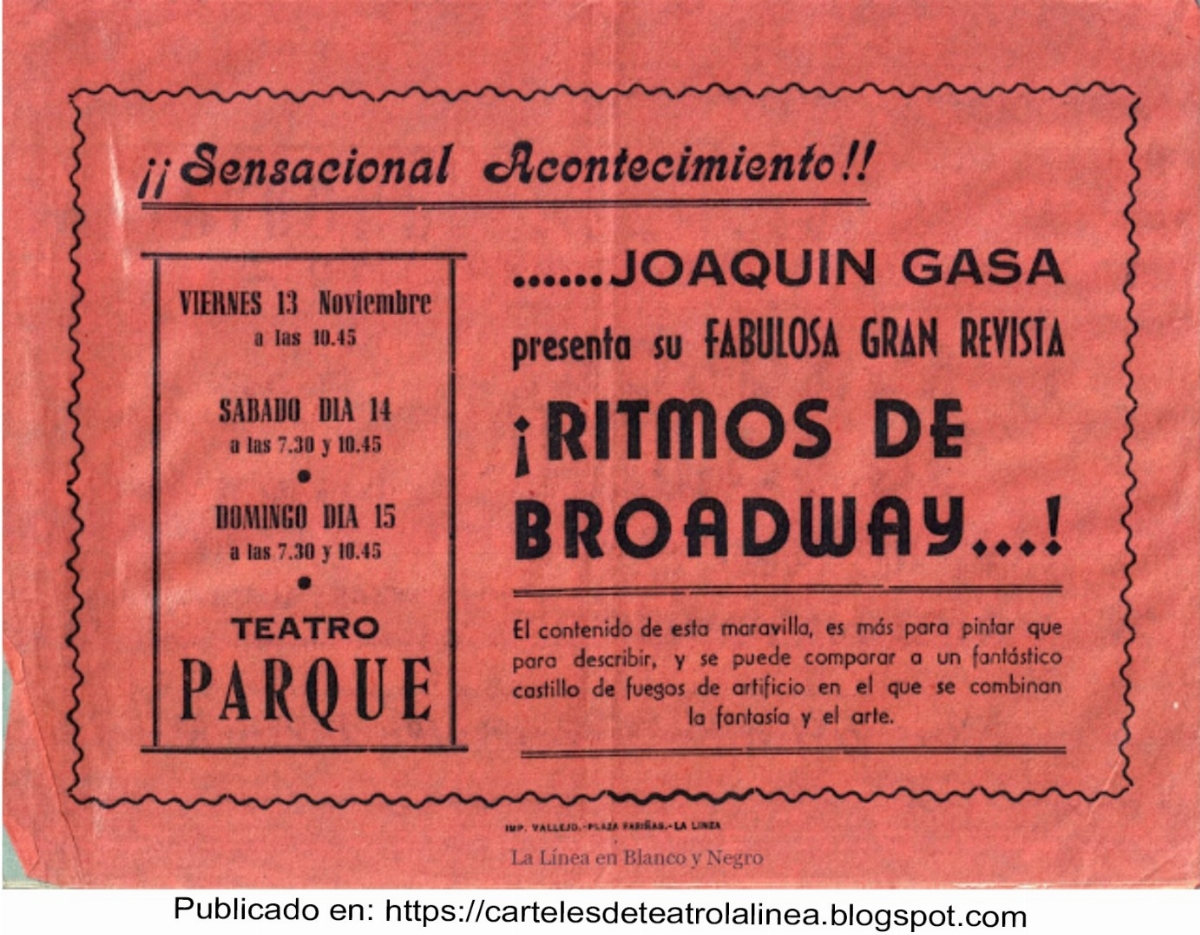 ¡¡Sensacional Acontecimiento!!
VIERNES 13 Noviembre
a las 10.45
SABADO DIA 14
a las 7.30 y 10.45
DOMINGO DIA 15
a las 7.30 y 10.45
TEATRO
PARQUE
......JOAQUIN GASA
presenta su FABULOSA GRAN REVISTA
¡RITMOS DE
BROADWAY...!
El contenido de esta maravilla, es más para pintar que
para describir, y se puede comparar a un fantástico
castillo de fuegos de artificio en el que se combinan
la fantasía y el arte.
IMP. VALLEJO.-PLAZA FARIÑAS.-LA LINEA
La Línea en Blanco y Negro
Publicado en: https://cartelesdeteatrolalinea.blogspot.com